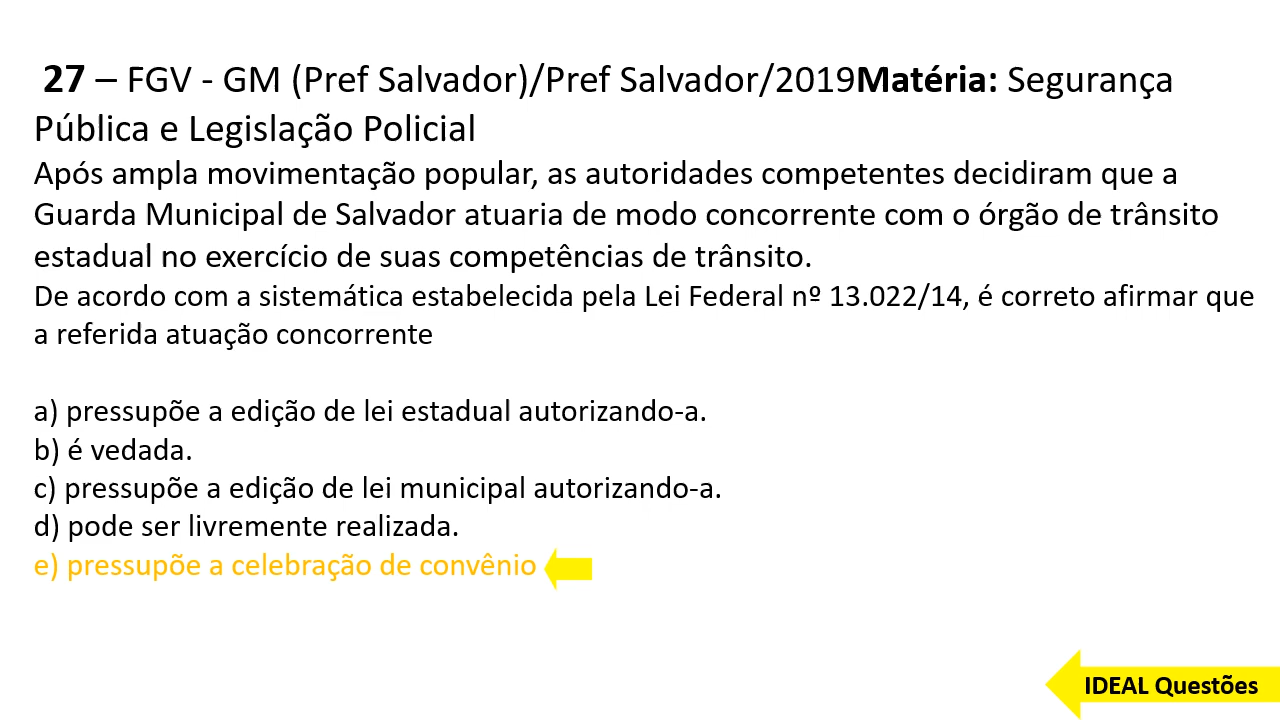 27 – FGV - GM (Pref Salvador)/Pref Salvador/2019Matéria: Segurança
Pública e Legislação Policial
Após ampla movimentação popular, as autoridades competentes decidiram que a
Guarda Municipal de Salvador atuaria de modo concorrente com o órgão de trânsito
estadual no exercício de suas competências de trânsito.
De acordo com a sistemática estabelecida pela Lei Federal nº 13.022/14, é correto afirmar que
a referida atuação concorrente
a) pressupõe a edição de lei estadual autorizando-a.
b) é vedada.
c) pressupõe a edição de lei municipal autorizando-a.
d) pode ser livremente realizada.
e) pressupõe a celebração de convênio
IDEAL Questões